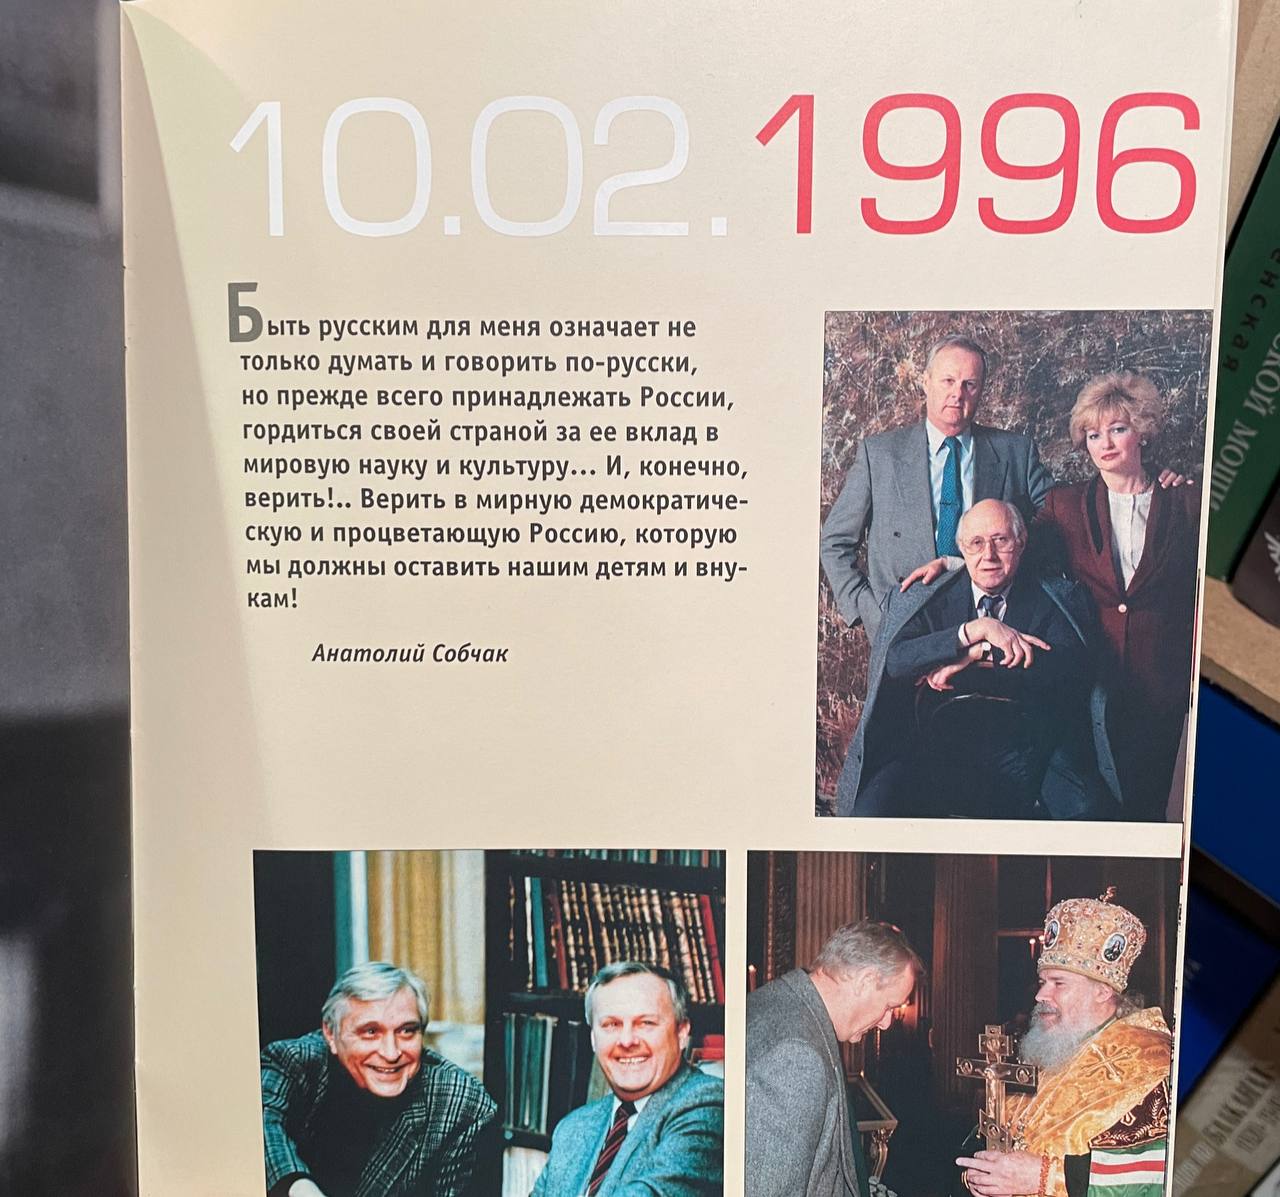 10.02.1996
Быть русским для меня означает не
только думать и говорить по-русски,
но прежде всего принадлежать России,
гордиться своей страной за ее вклад в
мировую науку и культуру... И, конечно,
верить!.. Верить в мирную демократиче-
скую и процветающую Россию, которую
мы должны оставить нашим детям и вну-
кам!
Анатолий Собчак